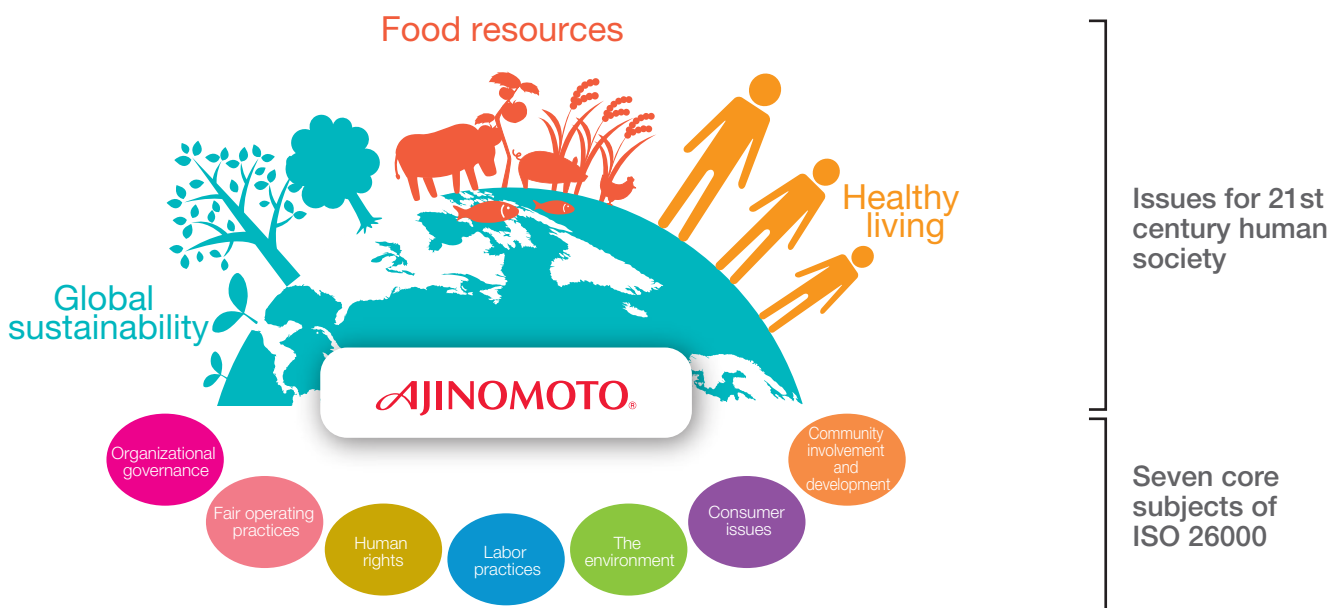 Food resources
Healthy
living
Global
sustainability
AJINOMOTO®
Issues for 21st
century human
society
Organizational
governance
Fair operating
practices
Human
rights
Labor
practices
The
environment
Consumer
issues
Community
involvement
and
development
Seven core
subjects of
ISO 26000